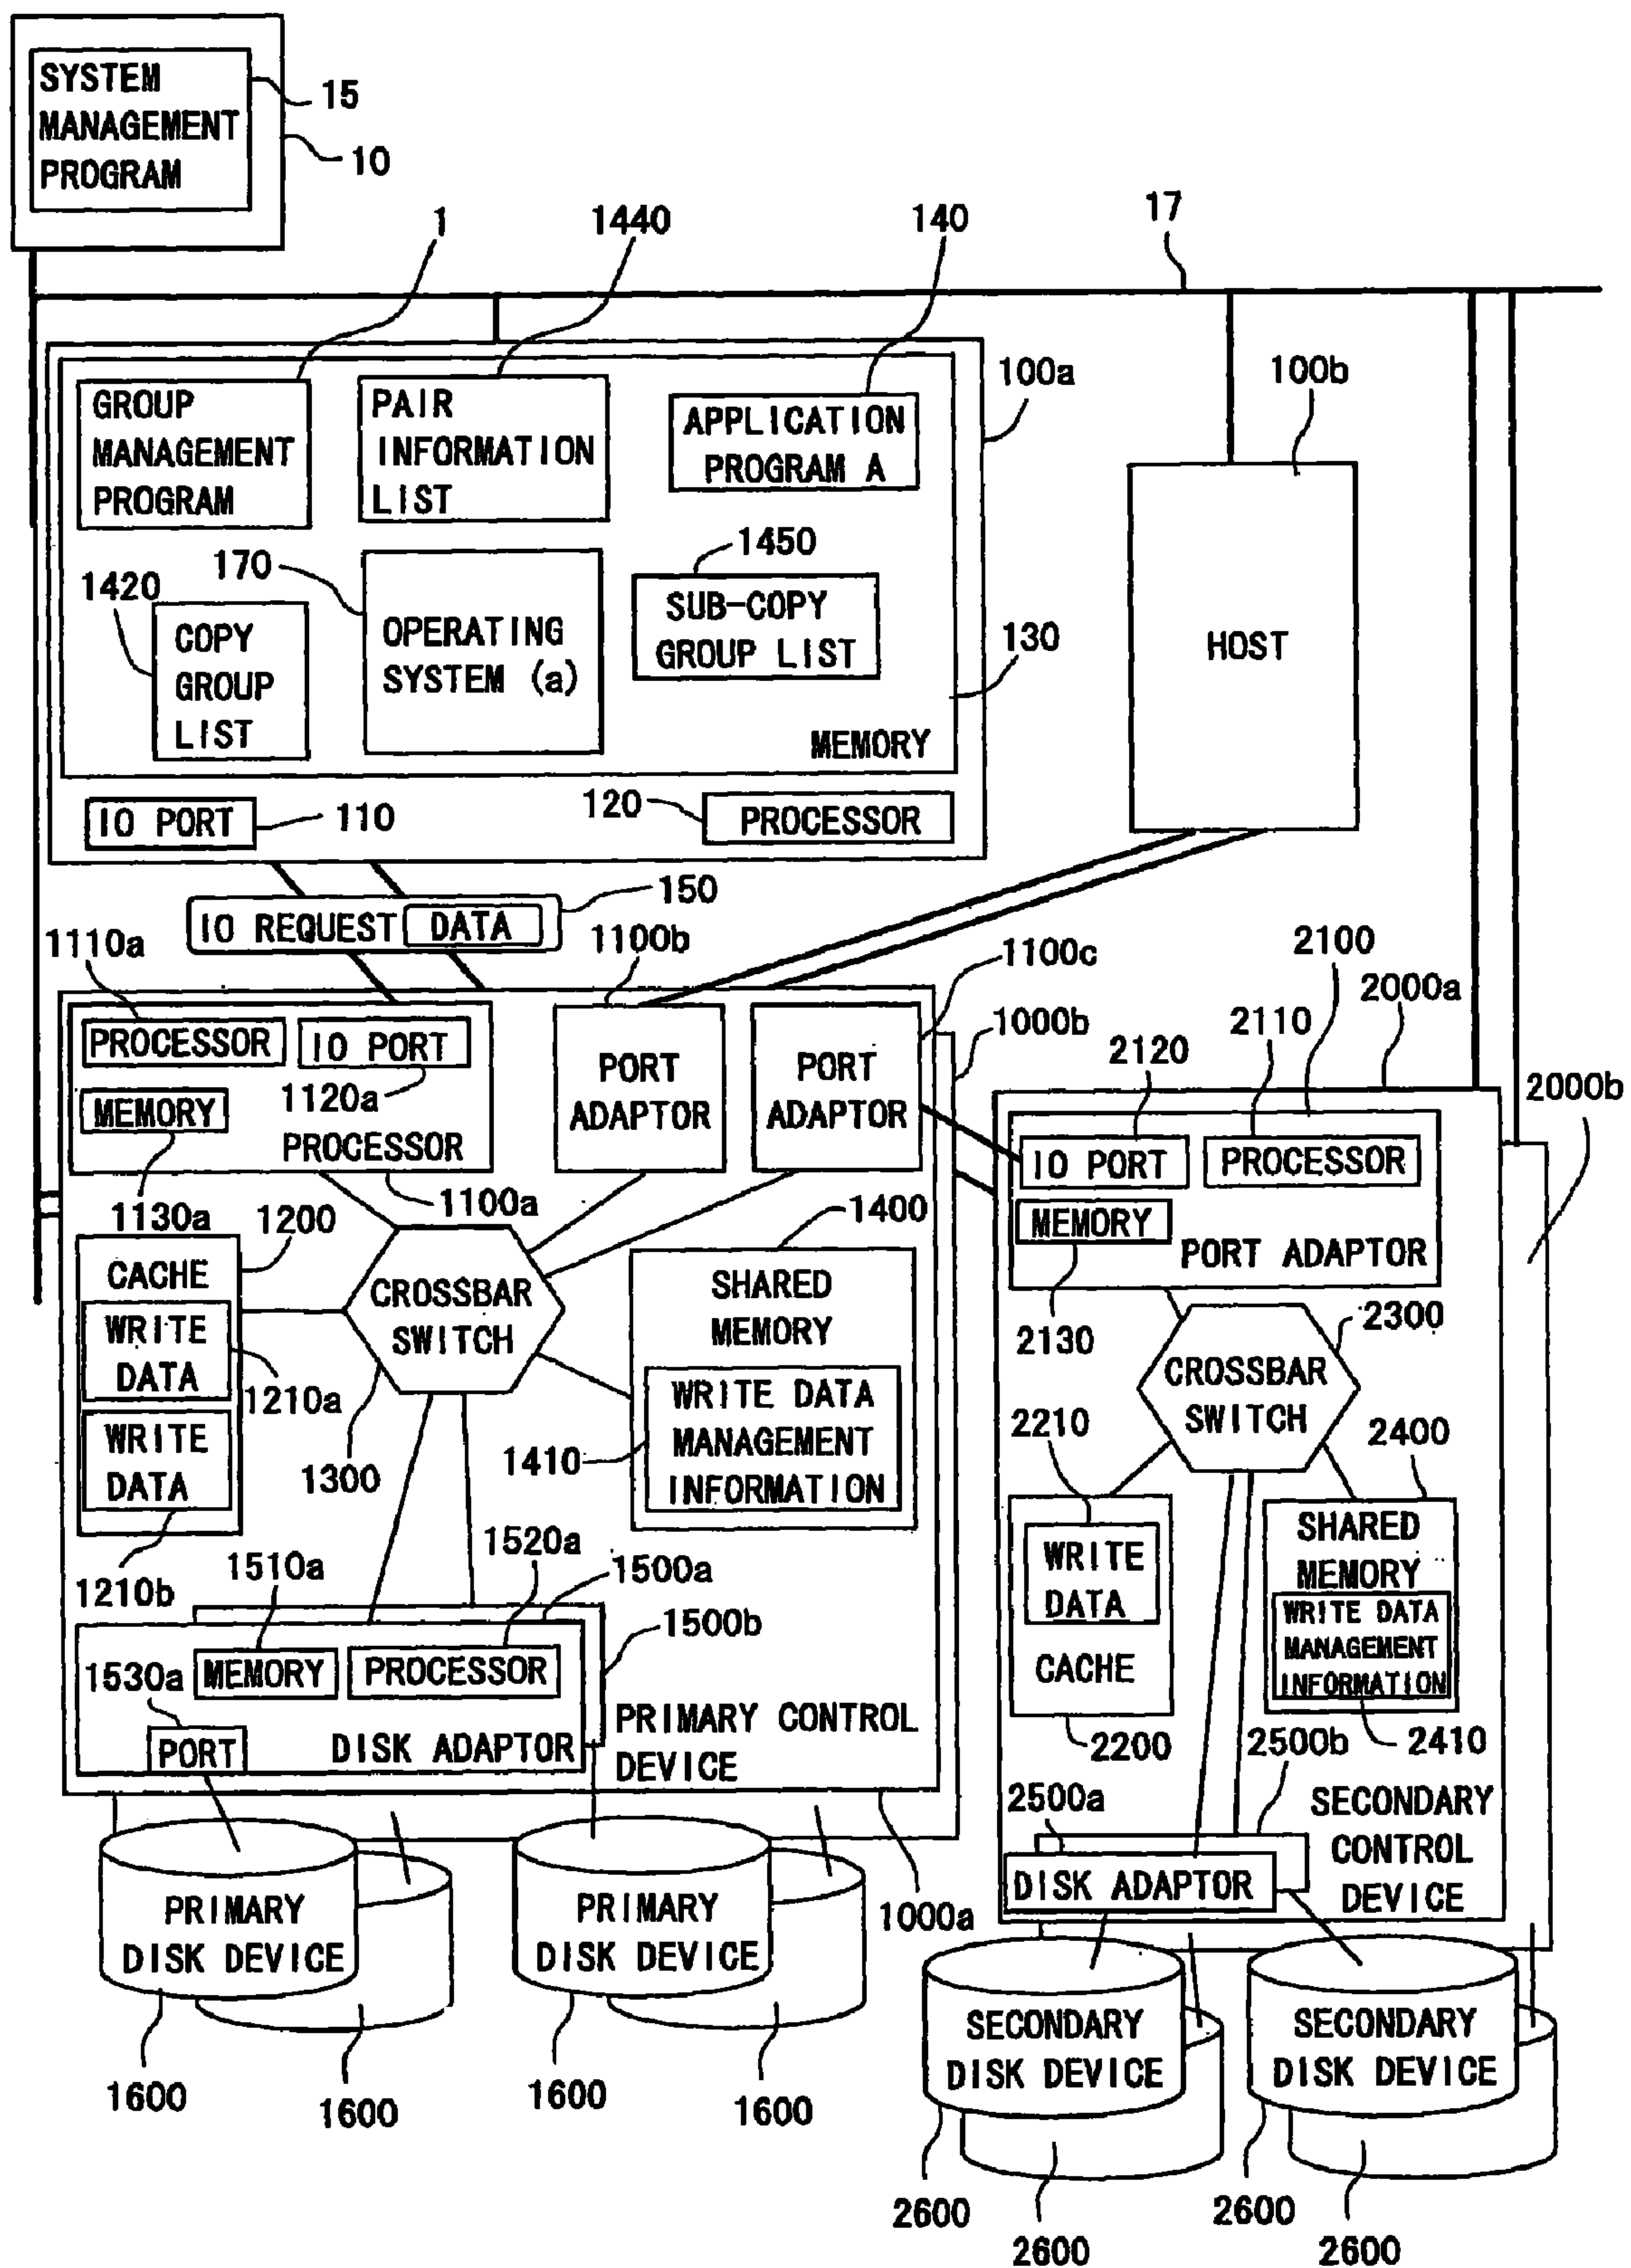 SYSTEM
MANAGEMENT
PROGRAM
15
10
1
1440
140
17
GROUP
MANAGEMENT
PROGRAM
PAIR
INFORMATION
LIST
APPLICATION
PROGRAM A
100a
100b
1420
170
1450
COPY
GROUP
LIST
OPERATING
SYSTEM (a)
SUB-COPY
GROUP LIST
130
HOST
MEMORY
IO PORT
110
120
PROCESSOR
150
IO REQUEST
DATA
1110a
1100b
1100c
2100
2000a
PROCESSOR
IO PORT
1120a
MEMORY
PROCESSOR
1130a
1100a
PORT
ADAPTOR
PORT
ADAPTOR
1000b
2120
2110
2000b
IO PORT
PROCESSOR
MEMORY
PORT ADAPTOR
2130
1200
1400
CACHE
WRITE
DATA
1210a
WRITE
DATA
1210b
CROSSBAR
SWITCH
1300
SHARED
MEMORY
WRITE DATA
MANAGEMENT
INFORMATION
1410
2300
CROSSBAR
SWITCH
2210
2400
WRITE
DATA
CACHE
2200
SHARED
MEMORY
WRITE DATA
MANAGEMENT
INFORMATION
2410
1510a
1520a
1500a
1500b
1530a
MEMORY
PROCESSOR
PORT
DISK ADAPTOR
PRIMARY CONTROL
DEVICE
2500a
2500b
DISK ADAPTOR
SECONDARY
CONTROL
DEVICE
1000a
PRIMARY
DISK DEVICE
PRIMARY
DISK DEVICE
1600
1600
1600
1600
SECONDARY
DISK DEVICE
SECONDARY
DISK DEVICE
2600
2600
2600
2600